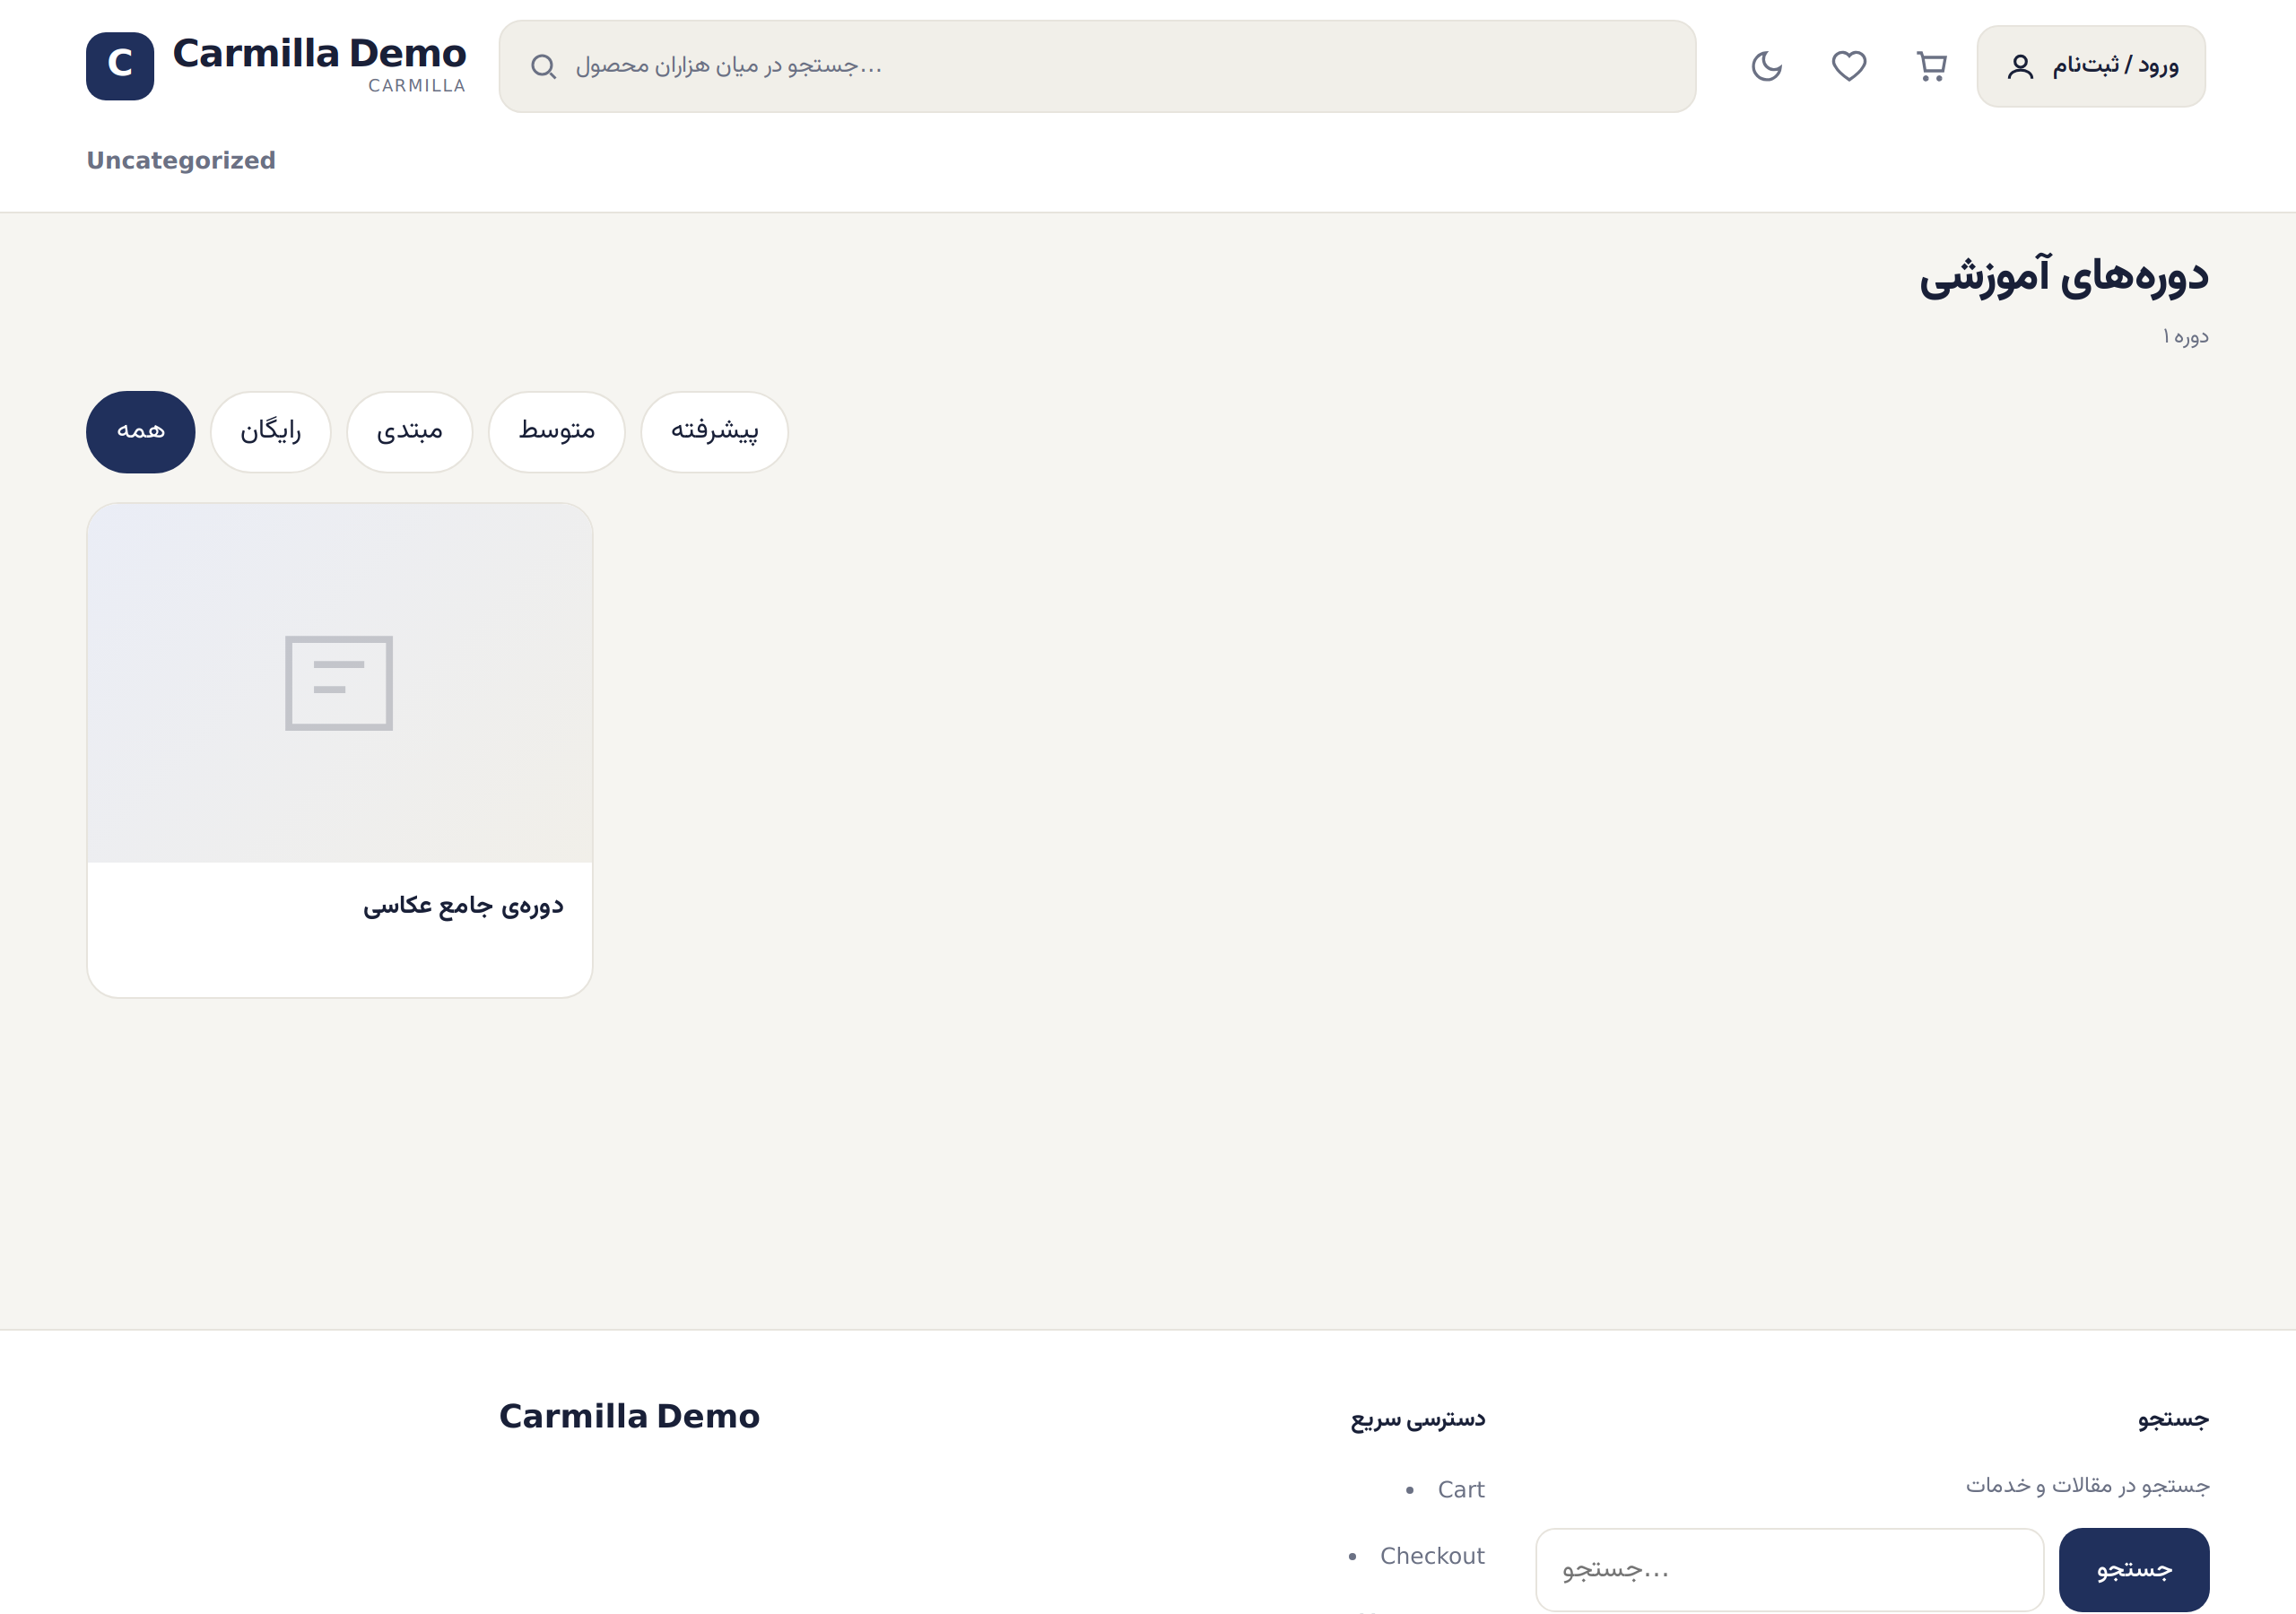 C
Carmilla Demo
CARMILLA
جستجو در میان هزاران محصول...
ورود / ثبت‌نام
Uncategorized
دوره‌های آموزشی
دوره ۱
همه
رایگان
مبتدی
متوسط
پیشرفته
دوره‌ی جامع عکاسی
Carmilla Demo
دسترسی سریع
Cart
Checkout
جستجو
جستجو در مقالات و خدمات
جستجو...
جستجو